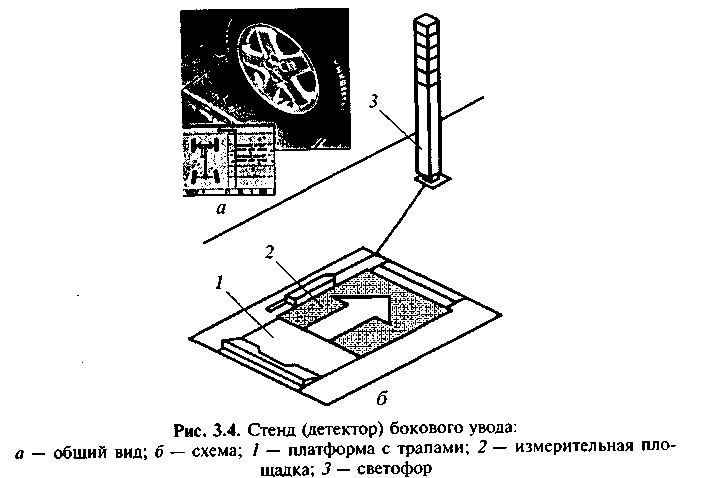 3
а
2
1
б
Рис. 3.4. Стенд (детектор) бокового увода:
а — общий вид; б — схема; 1 — платформа с трапами; 2 — измерительная пло-
щадка; 3 — светофор